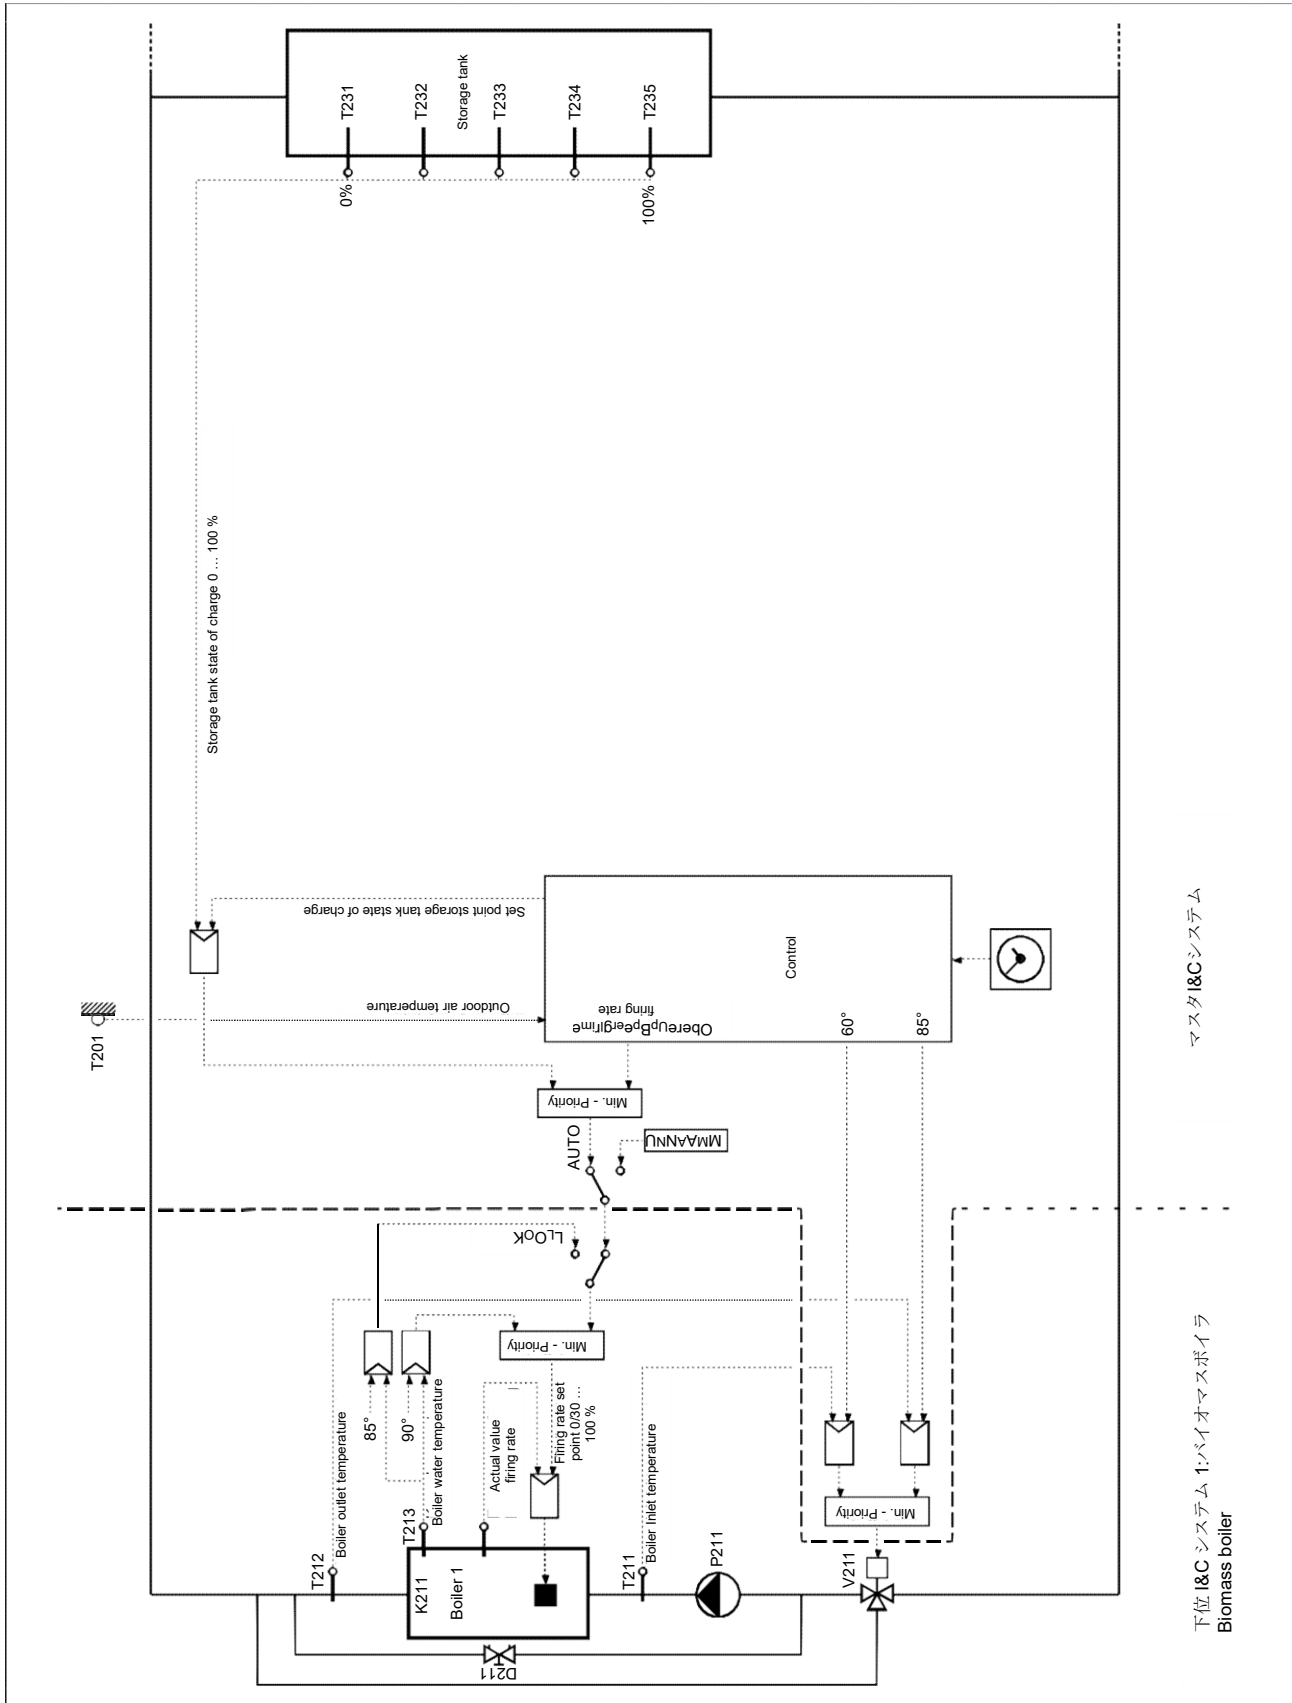 T231
T232
T233
T234
T235
Storage tank
0%
100%
Storage tank state of charge 0 … 100 %
T201
Set point storage tank state of charge
Outdoor air temperature
Control
firing rate
60°
85°
Min. - Priority
AUTO
マスタI&Cシステム
85°
90°
Min. - Priority
Boiler outlet temperature
Boiler water temperature
Actual value
firing rate
Firing rate set
point 0/30 …
100 %
Boiler Inlet temperature
Min. - Priority
T212
T213
K211
Boiler 1
T211
P211
V211
D211
下位 I&C システム 1:バイオマスボイラ
Biomass boiler